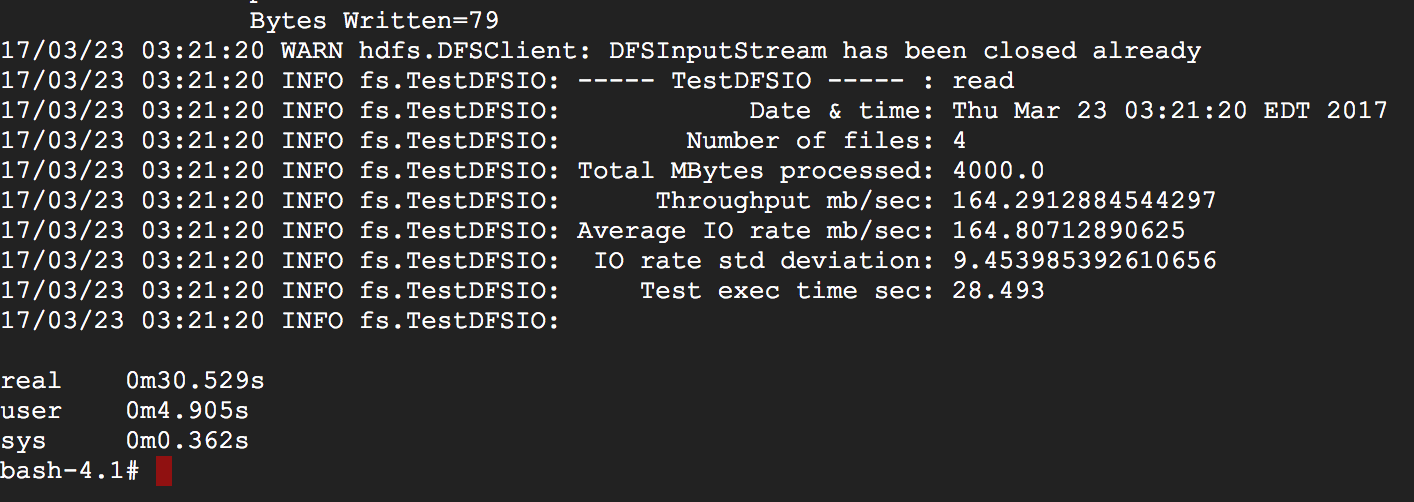 Bytes Written=79
17/03/23 03:21:20 WARN hdfs.DFSClient: DFSInputStream has been closed already
17/03/23 03:21:20 INFO fs.TestDFSIO: ----- TestDFSIO ----- : read
17/03/23 03:21:20 INFO fs.TestDFSIO:            Date & time: Thu Mar 23 03:21:20 EDT 2017
17/03/23 03:21:20 INFO fs.TestDFSIO:        Number of files: 4
17/03/23 03:21:20 INFO fs.TestDFSIO: Total MBytes processed: 4000.0
17/03/23 03:21:20 INFO fs.TestDFSIO:      Throughput mb/sec: 164.2912884544297
17/03/23 03:21:20 INFO fs.TestDFSIO: Average IO rate mb/sec: 164.80712890625
17/03/23 03:21:20 INFO fs.TestDFSIO:  IO rate std deviation: 9.453985392610656
17/03/23 03:21:20 INFO fs.TestDFSIO:     Test exec time sec: 28.493
17/03/23 03:21:20 INFO fs.TestDFSIO:
real    0m30.529s
user    0m4.905s
sys     0m0.362s
bash-4.1#